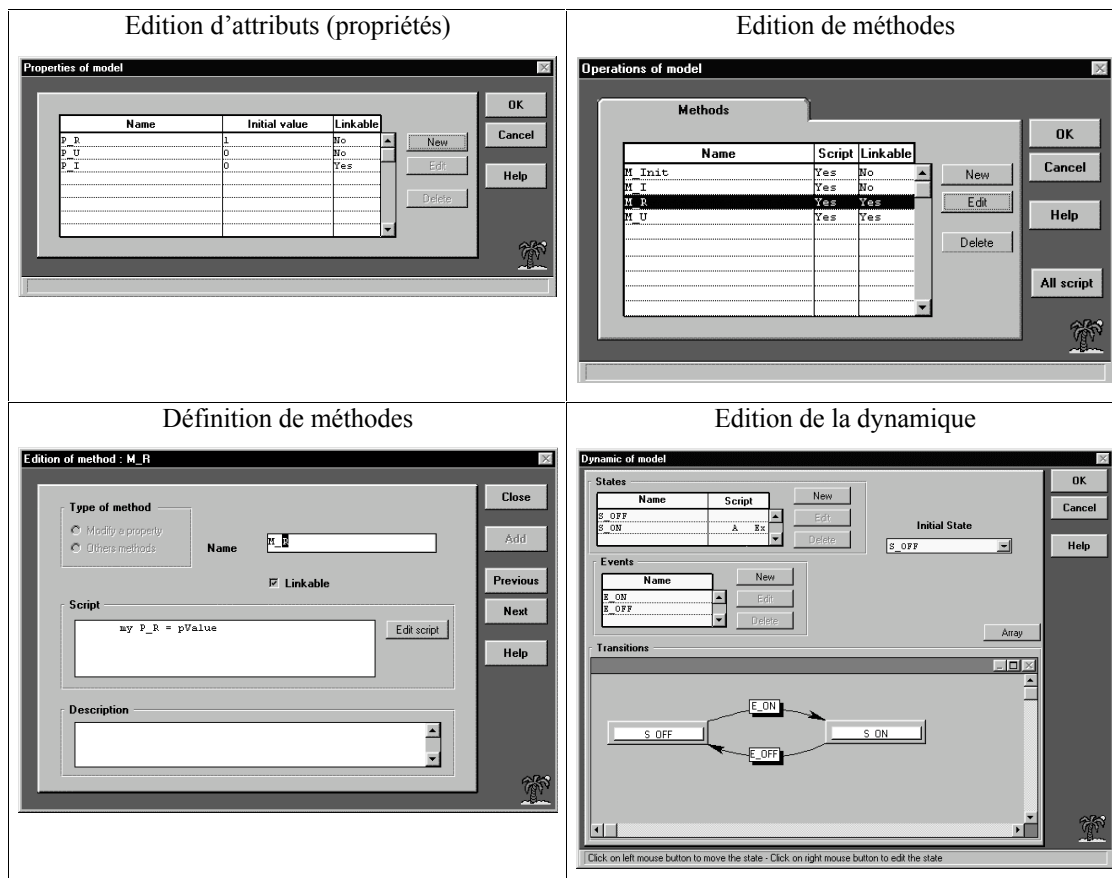 Edition d’attributs (propriétés)
Properties of model
Name Initial value Linkable
P_R 1 No
P_U 0 No
P_I 0 Yes
New
Edit
Delete
OK
Cancel
Help
Edition de méthodes
Operations of model
Methods
Name Script Linkable
M_Init Yes No
M_I Yes No
M_R Yes Yes
M_U Yes Yes
New
Edit
Delete
OK
Cancel
Help
All script
Définition de méthodes
Edition of method : M_R
Type of method
Modify a property
Others methods
Name M_R
Linkable
Script
my P_R = pValue
Edit script
Description
Close
Add
Previous
Next
Help
Edition de la dynamique
Dynamic of model
States
Name Script
S_OFF
S_ON A Ex
New
Edit
Delete
Initial State
S_OFF
OK
Cancel
Help
Events
Name
E_ON
E_OFF
New
Edit
Delete
Array
Transitions
E_ON
S_OFF
S_ON
E_OFF
Click on left mouse button to move the state - Click on right mouse button to edit the state